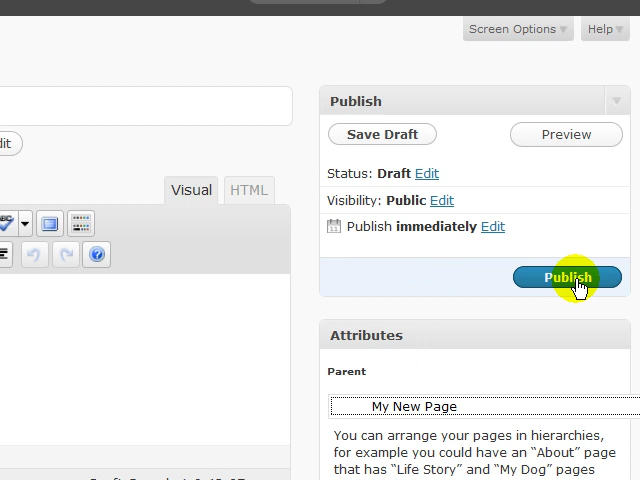 Screen Options
Help
Publish
Save Draft
Preview
Status: Draft Edit
Visibility: Public Edit
Publish immediately Edit
Publish
dit
Visual
HTML
ABC
Attributes
Parent
My New Page
You can arrange your pages in hierarchies,
for example you could have an “About” page
that has “Life Story” and “My Dog” pages